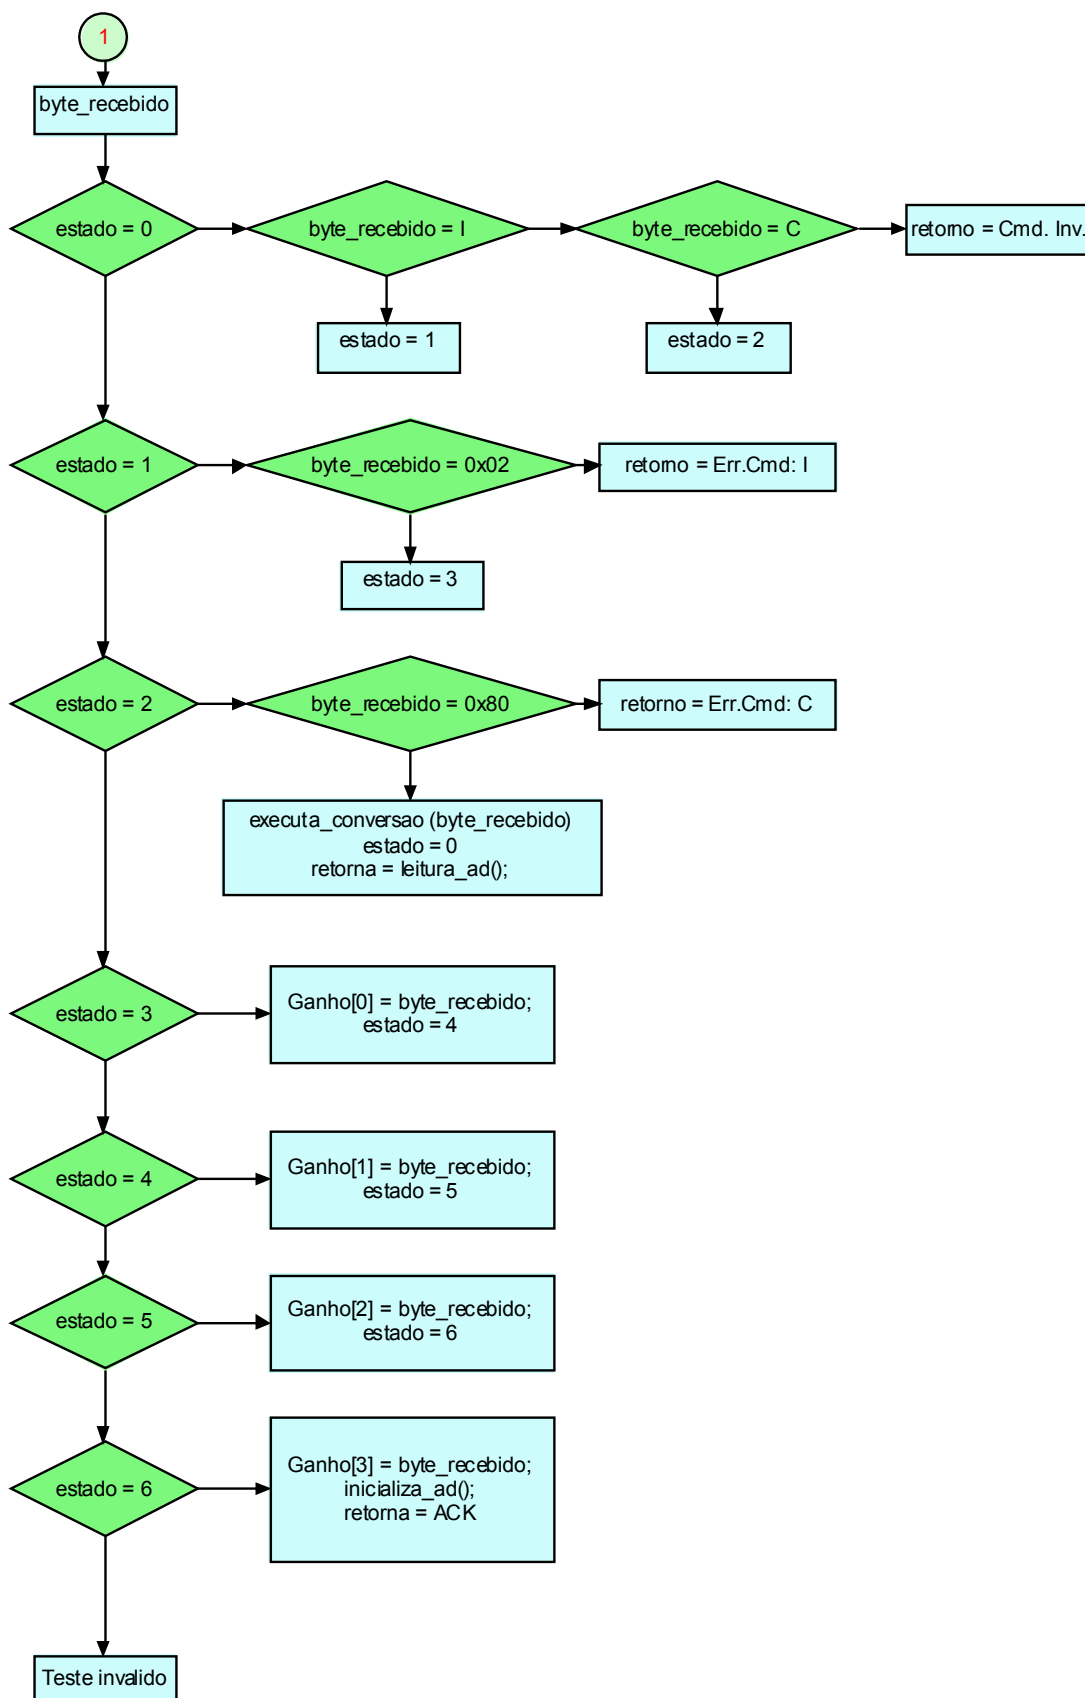 1
byte_recebido
estado = 0
byte_recebido = I
byte_recebido = C
retorno = Cmd. Inv.
estado = 1
estado = 2
estado = 1
byte_recebido = 0x02
retorno = Err.Cmd: I
estado = 3
estado = 2
byte_recebido = 0x80
retorno = Err.Cmd: C
executa_conversao (byte_recebido)
estado = 0
retorna = leitura_ad();
estado = 3
Ganho[0] = byte_recebido;
estado = 4
estado = 4
Ganho[1] = byte_recebido;
estado = 5
estado = 5
Ganho[2] = byte_recebido;
estado = 6
estado = 6
Ganho[3] = byte_recebido;
inicializa_ad();
retorna = ACK
Teste invalido